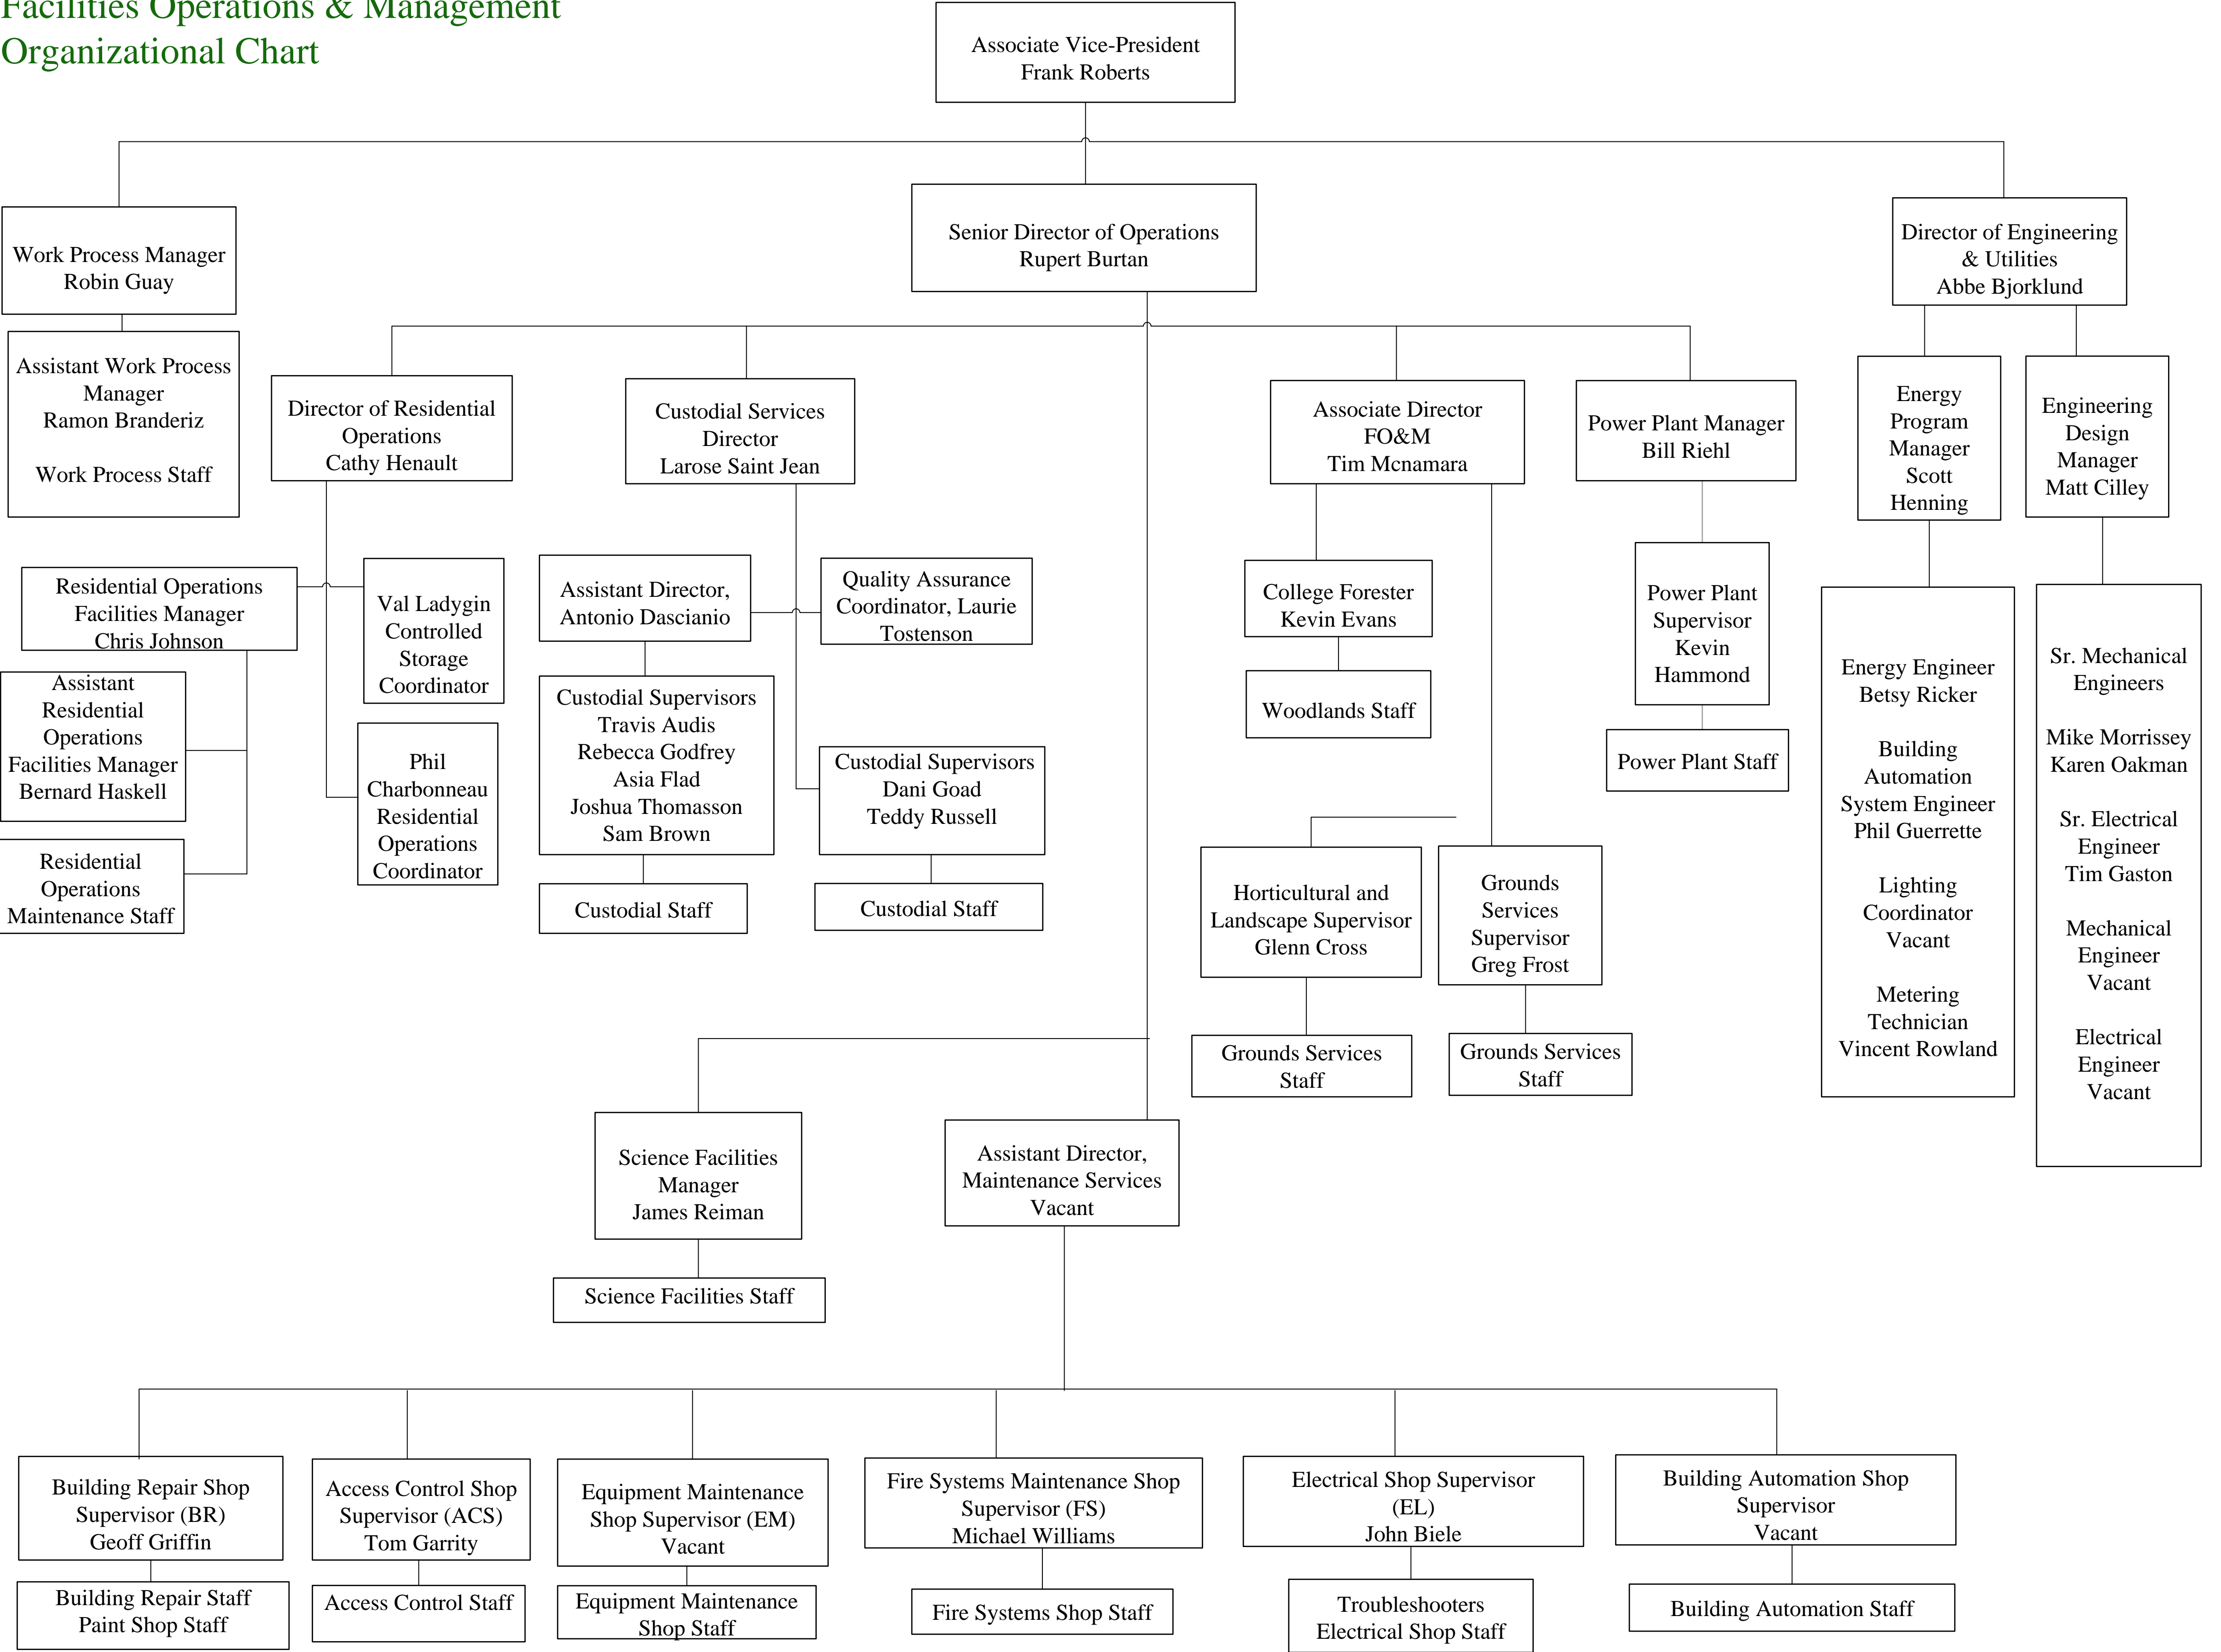 Facilities Operations & Management
Organizational Chart
Associate Vice-President
Frank Roberts
Senior Director of Operations
Rupert Burtan
Work Process Manager
Robin Guay
Assistant Work Process
Manager
Ramon Branderiz
Work Process Staff
Director of Engineering
& Utilities
Abbe Bjorklund
Director of Residential
Operations
Cathy Henault
Custodial Services
Director
Larose Saint Jean
Associate Director
FO&M
Tim Mcnamara
Power Plant Manager
Bill Riehl
Energy
Program
Manager
Scott
Henning
Engineering
Design
Manager
Matt Cilley
Residential Operations
Facilities Manager
Chris Johnson
Val Ladygin
Controlled
Storage
Coordinator
Assistant
Residential
Operations
Facilities Manager
Bernard Haskell
Phil
Charbonneau
Residential
Operations
Coordinator
Residential
Operations
Maintenance Staff
Assistant Director,
Antonio Dascianio
Quality Assurance
Coordinator, Laurie
Tostenson
Custodial Supervisors
Travis Audis
Rebecca Godfrey
Asia Flad
Joshua Thomasson
Sam Brown
Custodial Staff
Custodial Supervisors
Dani Goad
Teddy Russell
Custodial Staff
College Forester
Kevin Evans
Woodlands Staff
Power Plant
Supervisor
Kevin
Hammond
Power Plant Staff
Horticultural and
Landscape Supervisor
Glenn Cross
Grounds Services
Staff
Grounds
Services
Supervisor
Greg Frost
Grounds Services
Staff
Energy Engineer
Betsy Ricker
Building
Automation
System Engineer
Phil Guerrette
Lighting
Coordinator
Vacant
Metering
Technician
Vincent Rowland
Sr. Mechanical
Engineers
Mike Morrissey
Karen Oakman
Sr. Electrical
Engineer
Tim Gaston
Mechanical
Engineer
Vacant
Electrical
Engineer
Vacant
Science Facilities
Manager
James Reiman
Science Facilities Staff
Assistant Director,
Maintenance Services
Vacant
Building Repair Shop
Supervisor (BR)
Geoff Griffin
Building Repair Staff
Paint Shop Staff
Access Control Shop
Supervisor (ACS)
Tom Garrity
Access Control Staff
Equipment Maintenance
Shop Supervisor (EM)
Vacant
Equipment Maintenance
Shop Staff
Fire Systems Maintenance Shop
Supervisor (FS)
Michael Williams
Fire Systems Shop Staff
Electrical Shop Supervisor
(EL)
John Biele
Troubleshooters
Electrical Shop Staff
Building Automation Shop
Supervisor
Vacant
Building Automation Staff